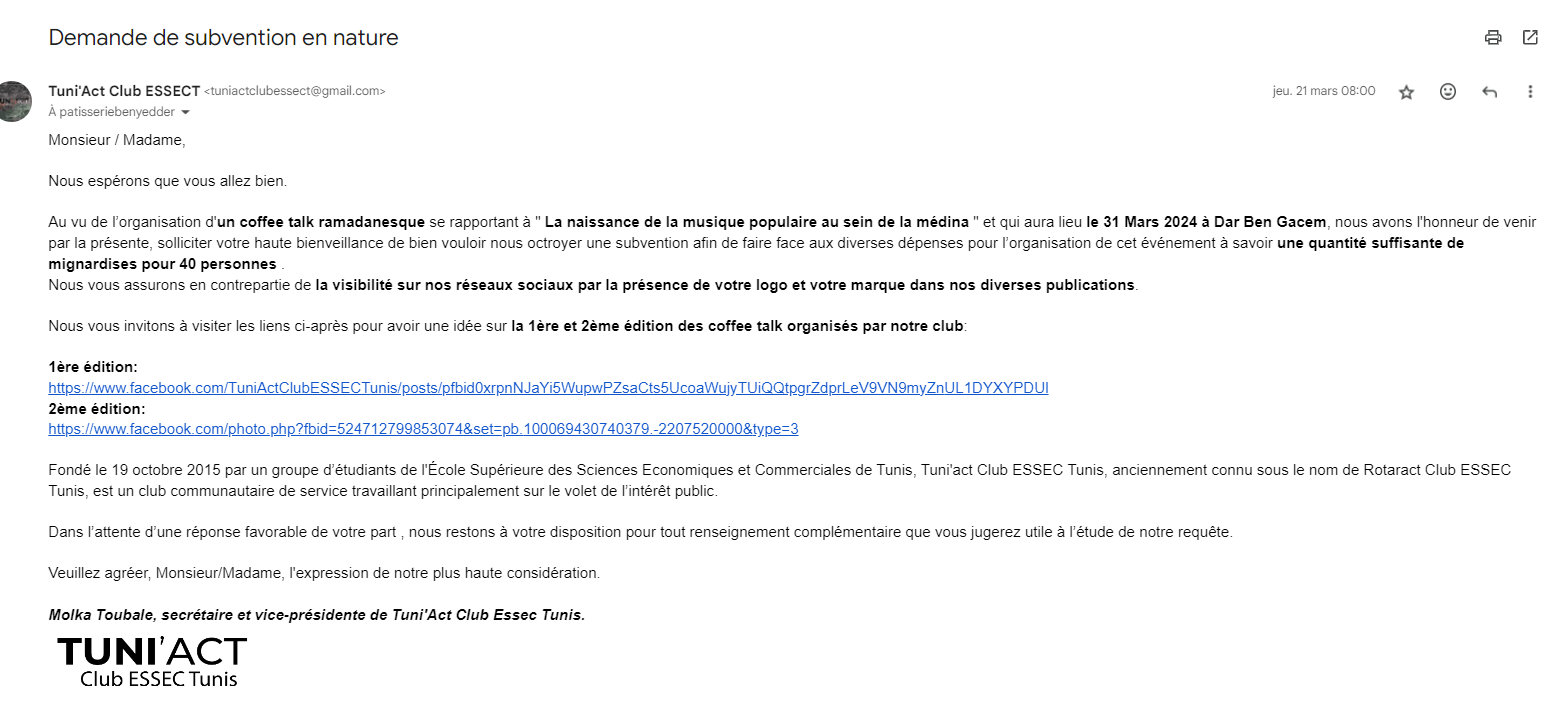 Demande de subvention en nature
Tuni'Act Club ESSECT <tuniactclubessect@gmail.com>
jeu. 21 mars 08:00
À patisseriebenyedder
Monsieur / Madame,
Nous espérons que vous allez bien.
Au vu de l’organisation d'un coffee talk ramadanesque se rapportant à " La naissance de la musique populaire au sein de la médina " et qui aura lieu le 31 Mars 2024 à Dar Ben Gacem, nous avons l'honneur de venir
par la présente, solliciter votre haute bienveillance de bien vouloir nous octroyer une subvention afin de faire face aux diverses dépenses pour l’organisation de cet événement à savoir une quantité suffisante de
mignardises pour 40 personnes .
Nous vous assurons en contrepartie de la visibilité sur nos réseaux sociaux par la présence de votre logo et votre marque dans nos diverses publications.
Nous vous invitons à visiter les liens ci-après pour avoir une idée sur la 1ère et 2ème édition des coffee talk organisés par notre club:
1ère édition:
https://www.facebook.com/TuniActClubESSECTunis/posts/pfbid0xrpnNJaYi5WupwPZsaCts5UcoaWujyTUiQQtpgrZdprLeV9VN9myZnUL1DYXYPDUl
2ème édition:
https://www.facebook.com/photo.php?fbid=524712799853074&set=pb.100069430740379.-2207520000&type=3
Fondé le 19 octobre 2015 par un groupe d’étudiants de l'École Supérieure des Sciences Economiques et Commerciales de Tunis, Tuni'act Club ESSEC Tunis, anciennement connu sous le nom de Rotaract Club ESSEC
Tunis, est un club communautaire de service travaillant principalement sur le volet de l’intérêt public.
Dans l’attente d’une réponse favorable de votre part , nous restons à votre disposition pour tout renseignement complémentaire que vous jugerez utile à l’étude de notre requête.
Veuillez agréer, Monsieur/Madame, l'expression de notre plus haute considération.
Molka Toubale, secrétaire et vice-présidente de Tuni'Act Club Essec Tunis.
TUNI'ACT
Club ESSEC Tunis